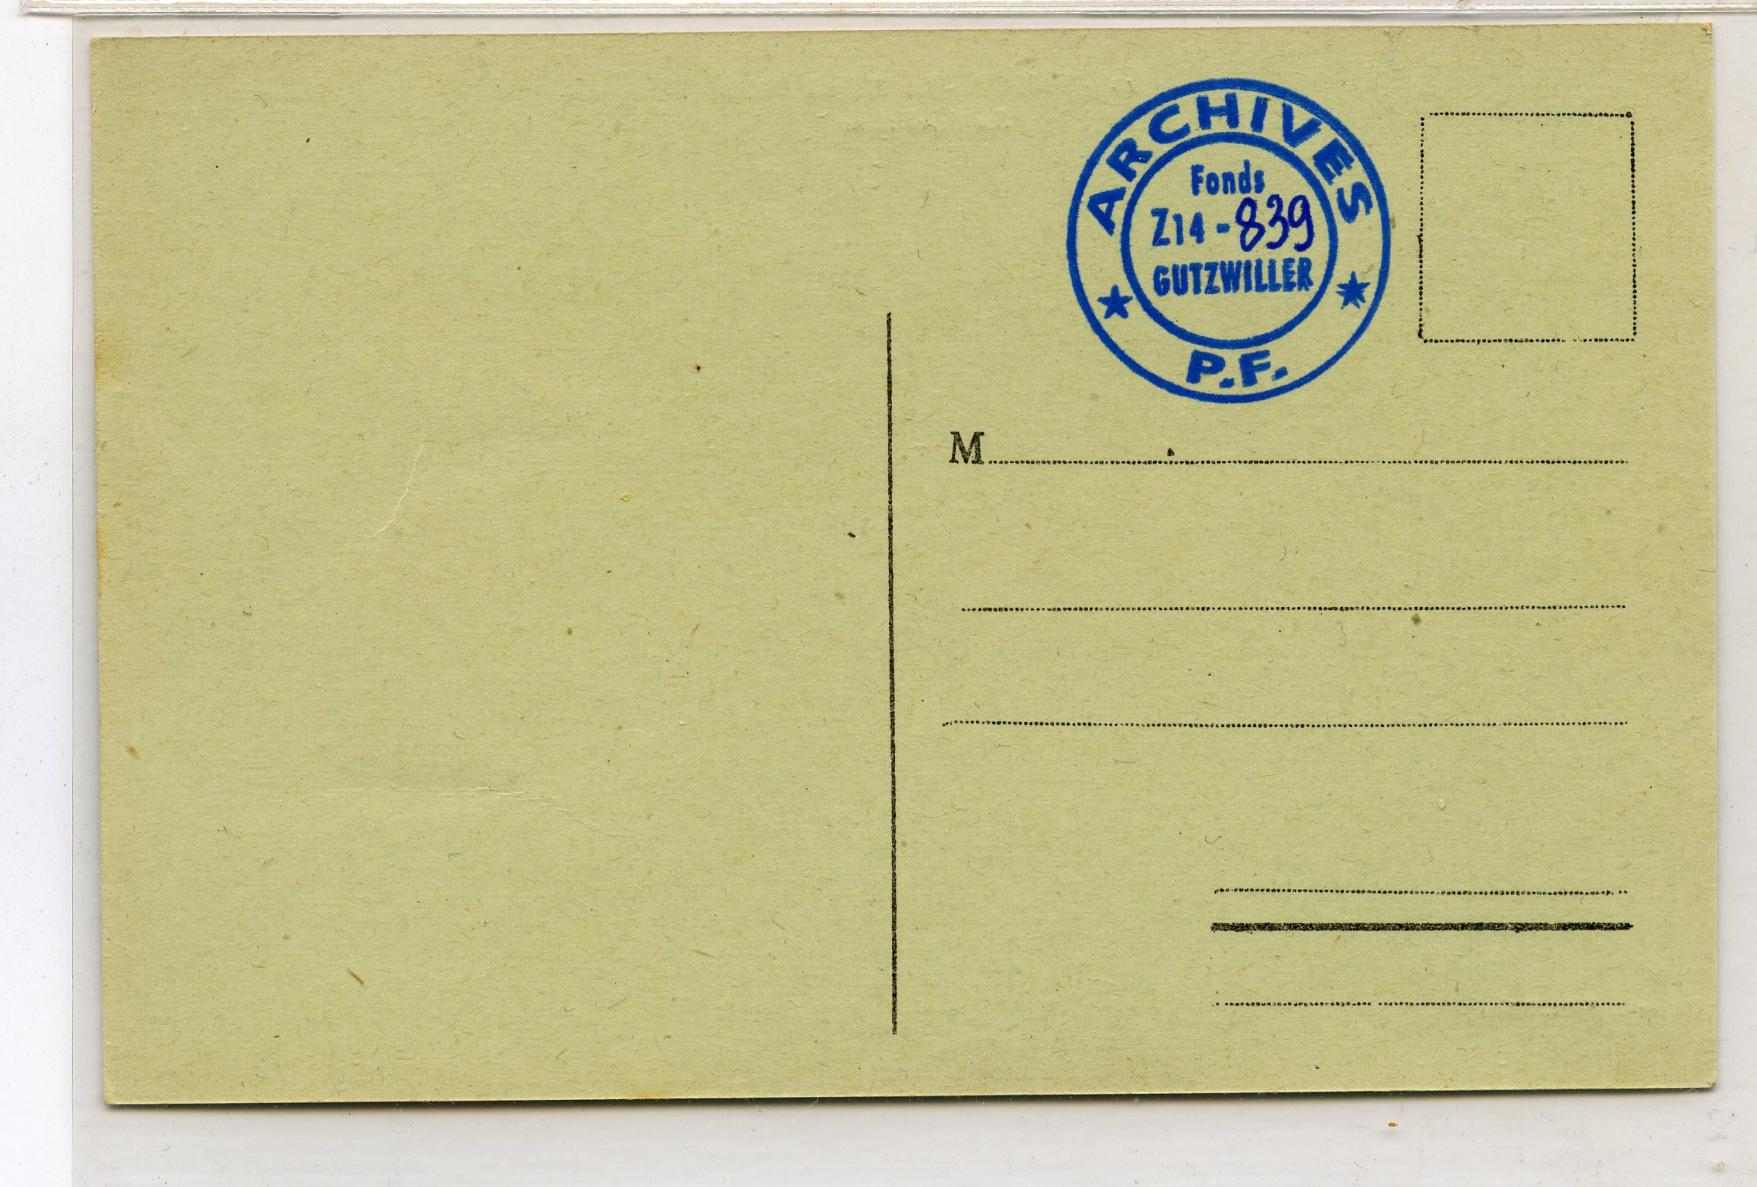 ARCHIVES
Fonds
Z14-839
GUTZWILLER
P.F.
M